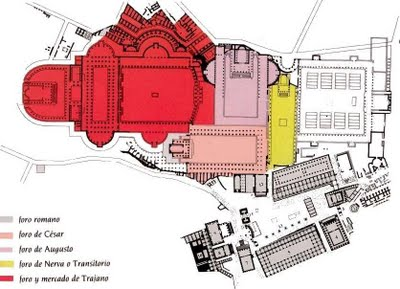 foro romano
foro de César
foro de Augusto
foro de Nerva o Transitorio
foro y mercado de Trajano